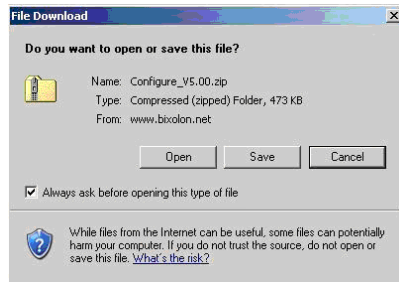 File Download
Do you want to open or save this file?
Name: Configure_V5.00.zip
Type: Compressed (zipped) Folder, 473 KB
From: www.bixolon.net
Open Save Cancel
Always ask before opening this type of file
While files from the Internet can be useful, some files can potentially
harm your computer. If you do not trust the source, do not open or
save this file. What's the risk?